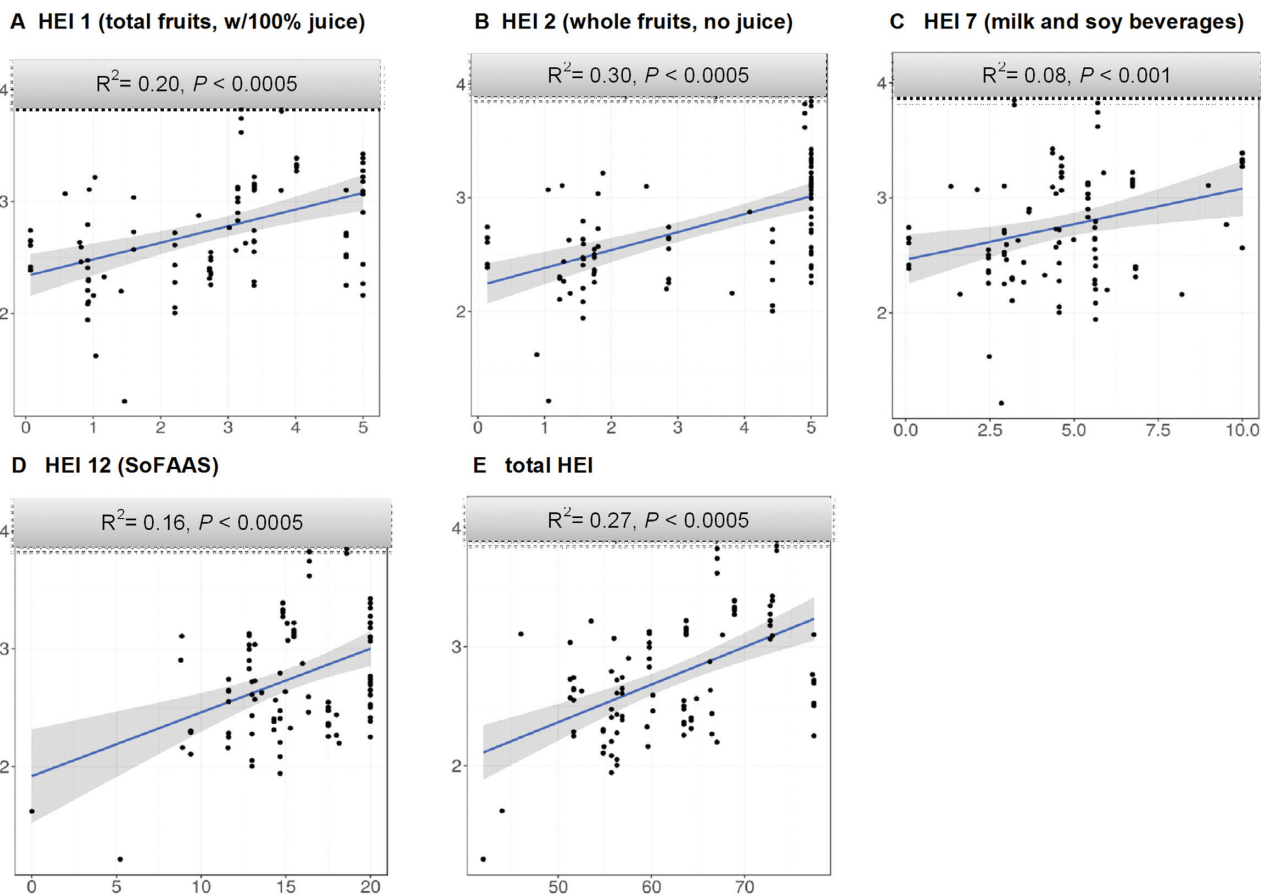 A HEI 1 (total fruits, w/100% juice)
R²= 0.20, P < 0.0005
4
3
2
0 1 2 3 4 5
B HEI 2 (whole fruits, no juice)
R²= 0.30, P < 0.0005
4
3
2
0 1 2 3 4 5
C HEI 7 (milk and soy beverages)
R²= 0.08, P < 0.001
4
3
2
0.0 2.5 5.0 7.5 10.0
D HEI 12 (SoFAAS)
R²= 0.16, P < 0.0005
4
3
2
0 5 10 15 20
E total HEI
R²= 0.27, P < 0.0005
4
3
2
50 60 70